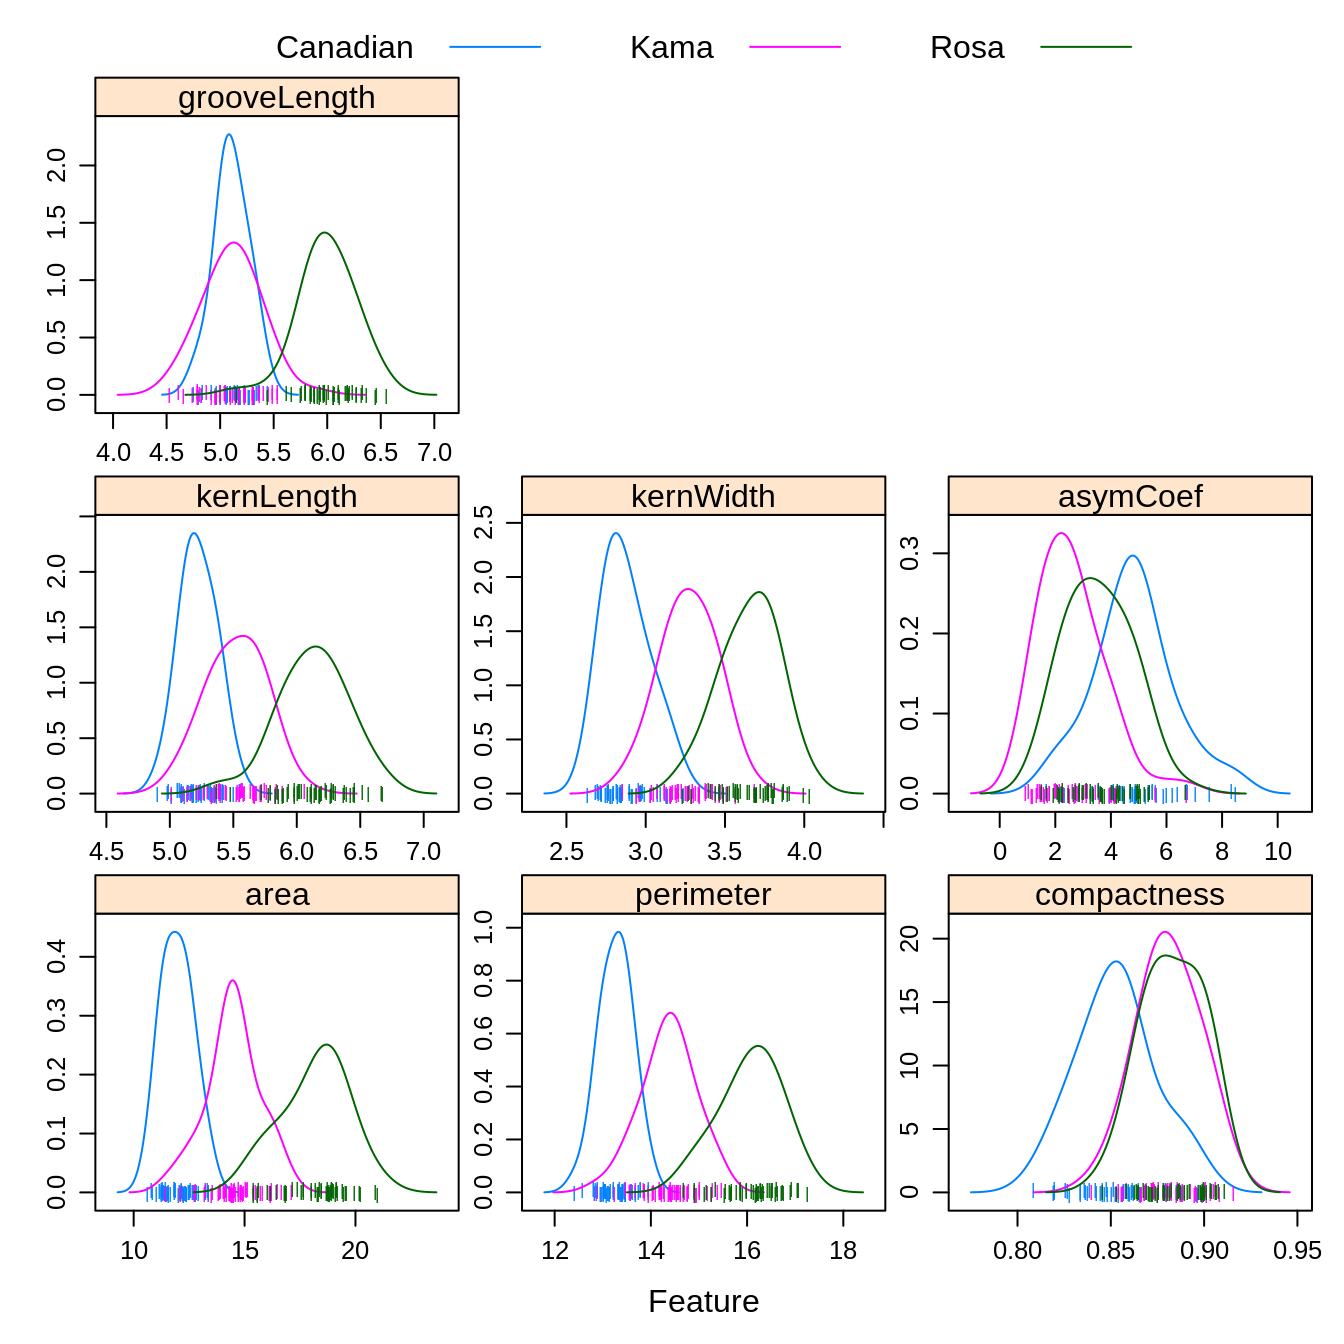 Canadian Kama Rosa
grooveLength
0.0 0.5 1.0 1.5 2.0
4.0 4.5 5.0 5.5 6.0 6.5 7.0
kernLength kernWidth asymCoef
0.0 0.5 1.0 1.5 2.0
0.0 0.5 1.0 1.5 2.0 2.5
0.0 0.1 0.2 0.3
4.5 5.0 5.5 6.0 6.5 7.0 2.5 3.0 3.5 4.0 0 2 4 6 8 10
area perimeter compactness
0.0 0.1 0.2 0.3 0.4
0.0 0.2 0.4 0.6 0.8 1.0
0 5 10 15 20
10 15 20 12 14 16 18 0.80 0.85 0.90 0.95
Feature